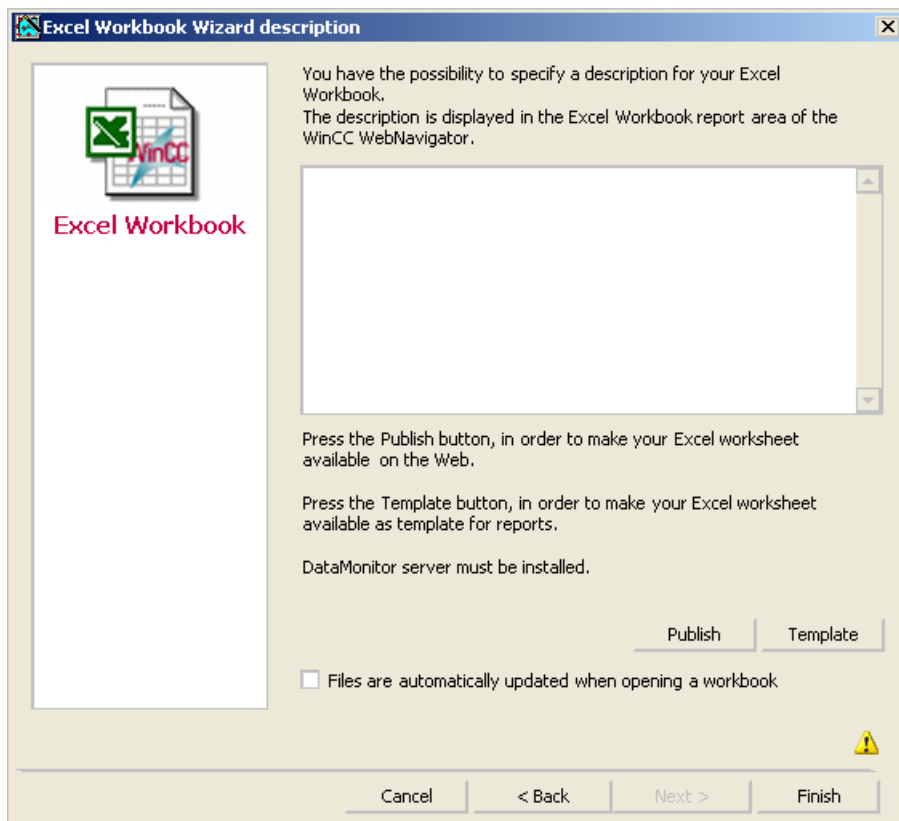 Excel Workbook Wizard description
You have the possibility to specify a description for your Excel
Workbook.
The description is displayed in the Excel Workbook report area of the
WinCC WebNavigator.
WinCC
Excel Workbook
Press the Publish button, in order to make your Excel worksheet
available on the Web.
Press the Template button, in order to make your Excel worksheet
available as template for reports.
DataMonitor server must be installed.
Publish Template
Files are automatically updated when opening a workbook
Cancel < Back Next > Finish